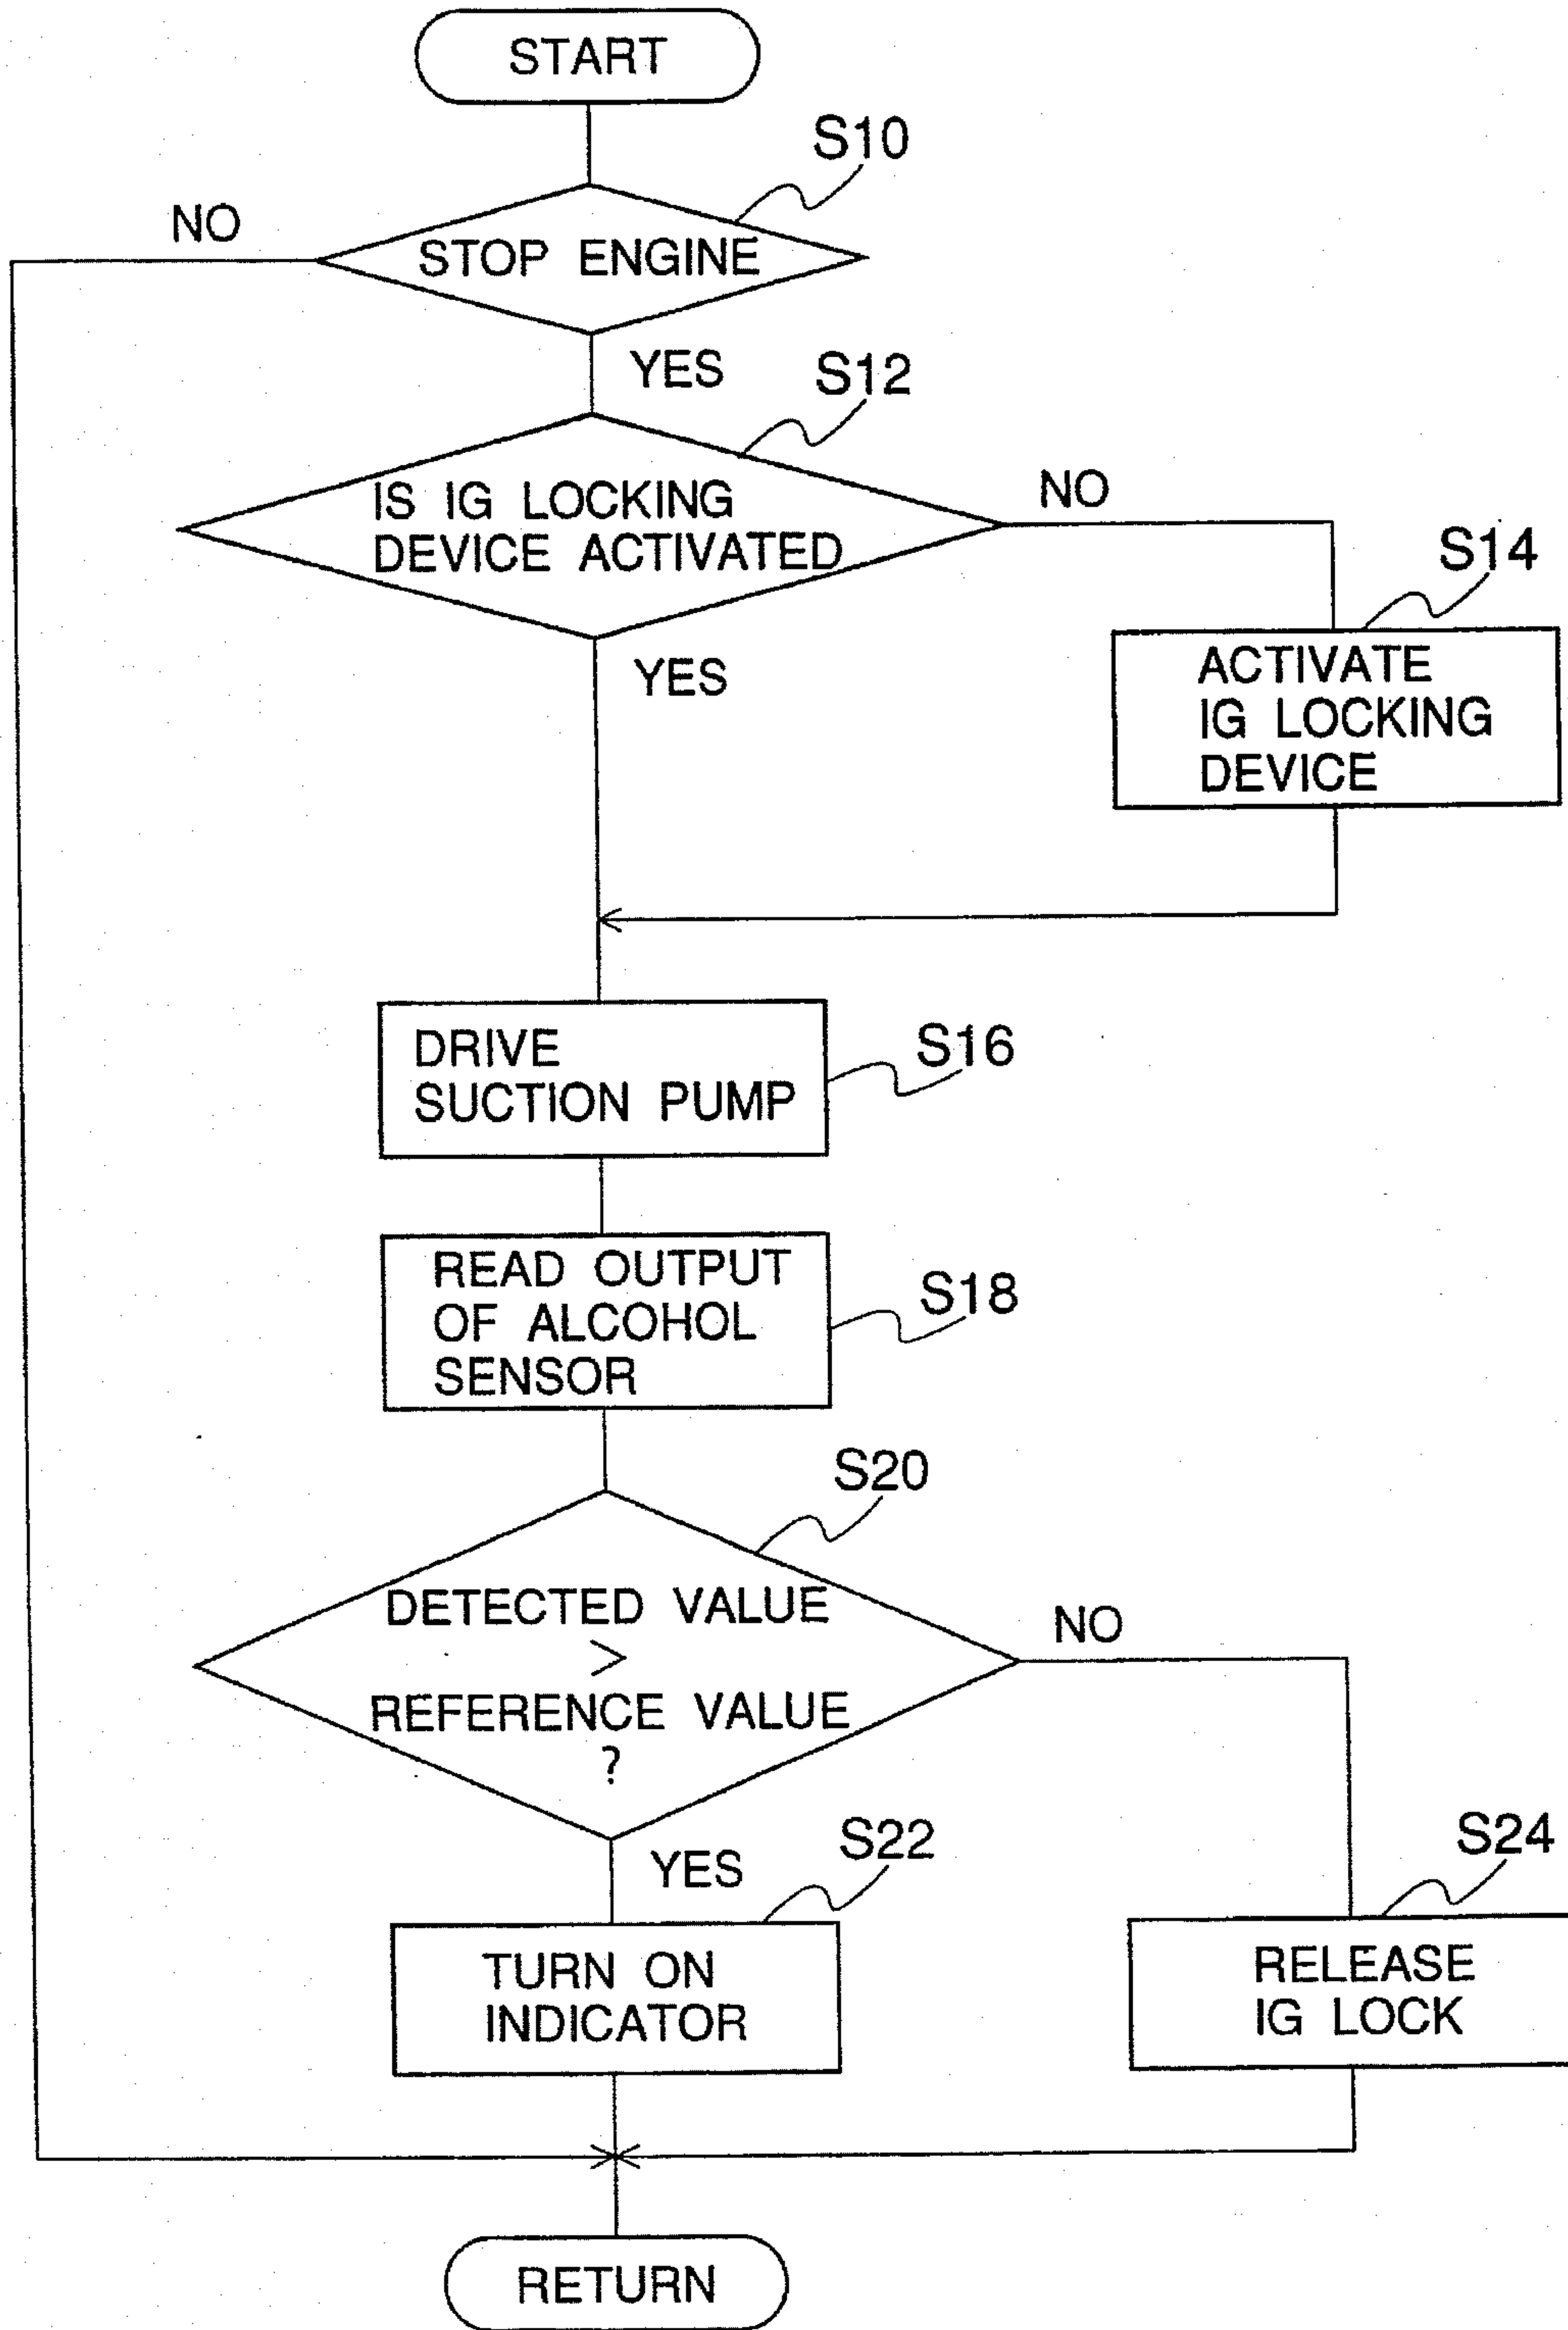 START
S10
NO
STOP ENGINE
YES
S12
IS IG LOCKING
DEVICE ACTIVATED
NO
S14
YES
ACTIVATE
IG LOCKING
DEVICE
DRIVE
SUCTION PUMP
S16
READ OUTPUT
OF ALCOHOL
SENSOR
S18
S20
DETECTED VALUE
>
REFERENCE VALUE
?
NO
YES
S22
S24
TURN ON
INDICATOR
RELEASE
IG LOCK
RETURN